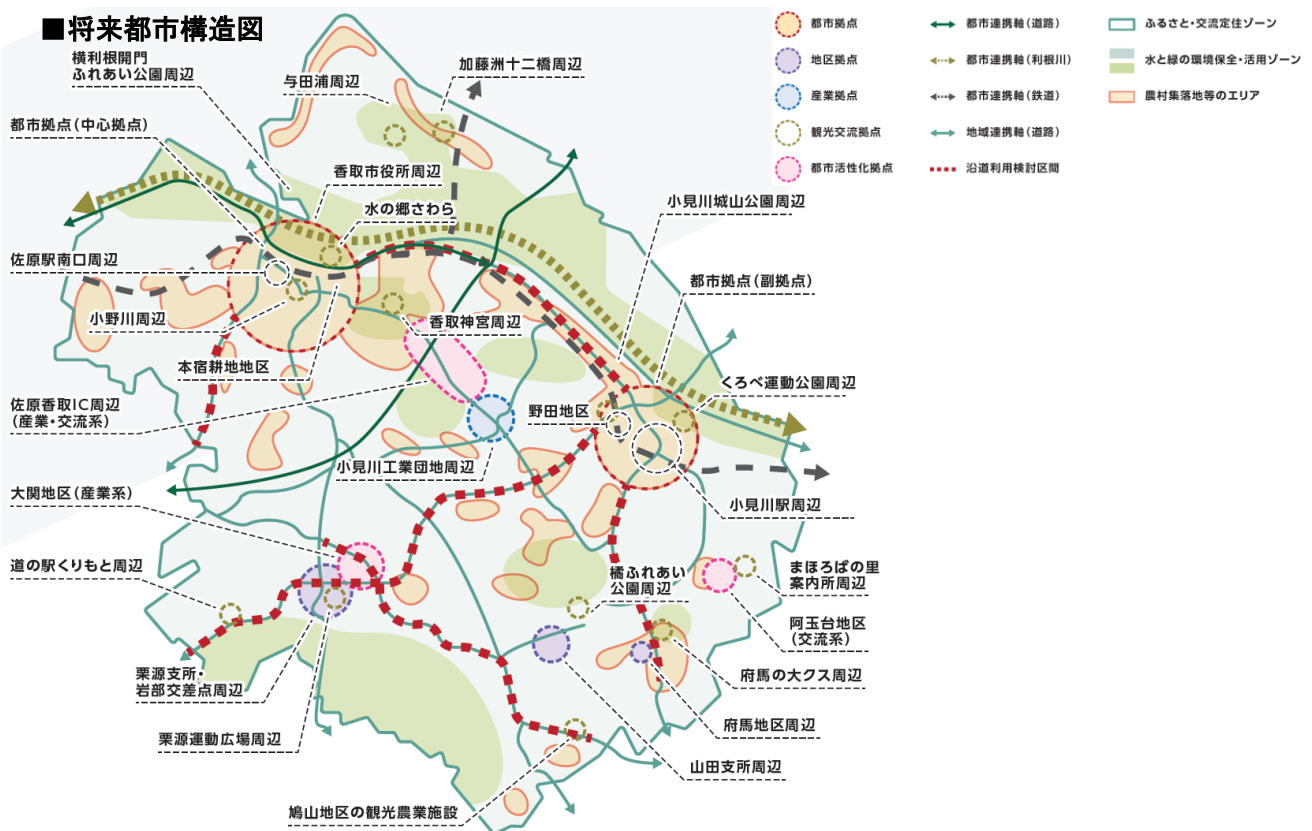 ■将来都市構造図
横利根開門
ふれあい公園周辺
与田浦周辺
加藤洲十二橋周辺
都市拠点(中心拠点)
香取市役所周辺
水の郷さわら
小見川城山公園周辺
佐原駅南口周辺
都市拠点(副拠点)
小野川周辺
香取神宮周辺
本宿耕地地区
くろべ運動公園周辺
佐原香取IC周辺
(産業・交流系)
野田地区
小見川工業団地周辺
大関地区(産業系)
小見川駅周辺
道の駅くりもと周辺
橘ふれあい
公園周辺
まほろばの里
案内所周辺
阿玉台地区
(交流系)
栗源支所・
岩部交差点周辺
府馬の大クス周辺
栗源運動広場周辺
府馬地区周辺
山田支所周辺
鳩山地区の観光農業施設
都市拠点
地区拠点
産業拠点
観光交流拠点
都市活性化拠点
都市連携軸(道路)
都市連携軸(利根川)
都市連携軸(鉄道)
地域連携軸(道路)
沿道利用検討区間
ふるさと・交流定住ゾーン
水と緑の環境保全・活用ゾーン
農村集落地等のエリア